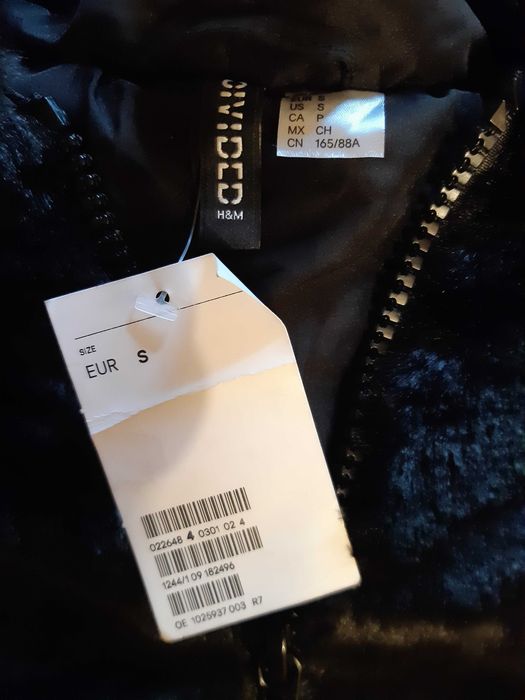 DIVIDED
H&M
EUR S
US S
CA P
MX CH
CN 165/88A
SIZE
EUR S
022648 4 0301 02 4
1244/1 09 182496
OE 1025937 003 R7